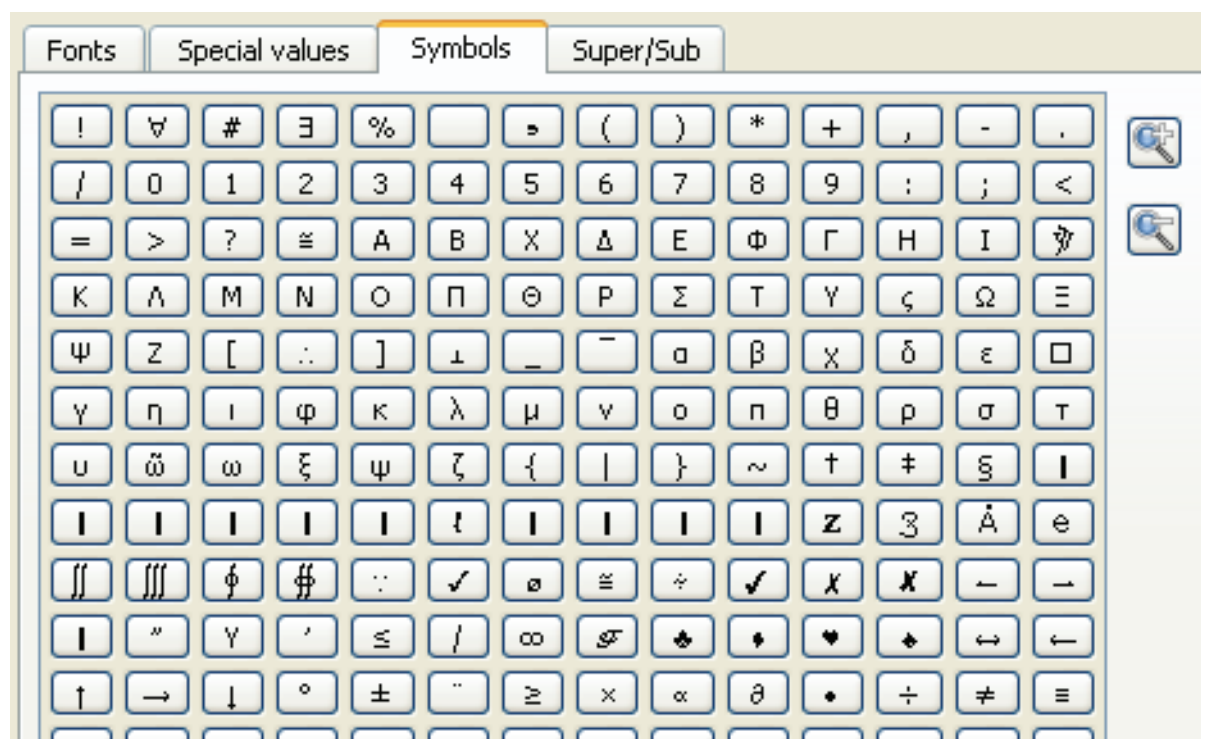 Fonts Special values Symbols Super/Sub
! ∀ # ∃ % ( ) * + , - .
/ 0 1 2 3 4 5 6 7 8 9 : ; <
= > ? ≅ Α Β Χ Δ Ε Φ Γ Η Ι
Κ Λ Μ Ν Ο Π Θ Ρ Σ Τ Υ ς Ω Ξ
Ψ Ζ [ ∴ ] ⊥ _ ‾ α β χ δ ε □
γ η ι φ κ λ μ ν ο π θ ρ σ τ
υ ω ξ ψ ζ { | } ~ † ‡ § ❙
❙ ❙ ❙ ❙ ❙ ❙ ❙ ❙ ❙ Å e
∬ ∭ ∮ ∯ ∵ ✓ ≅ ✓ ✗ ✘
❙ ″ Υ ′ ≤ / ∞ ♣ ♦ ♥ ♠ ↔ ←
↑ → ↓ ° ± ¨ ≥ × ∝ ∂ • ÷ ≠ ≡